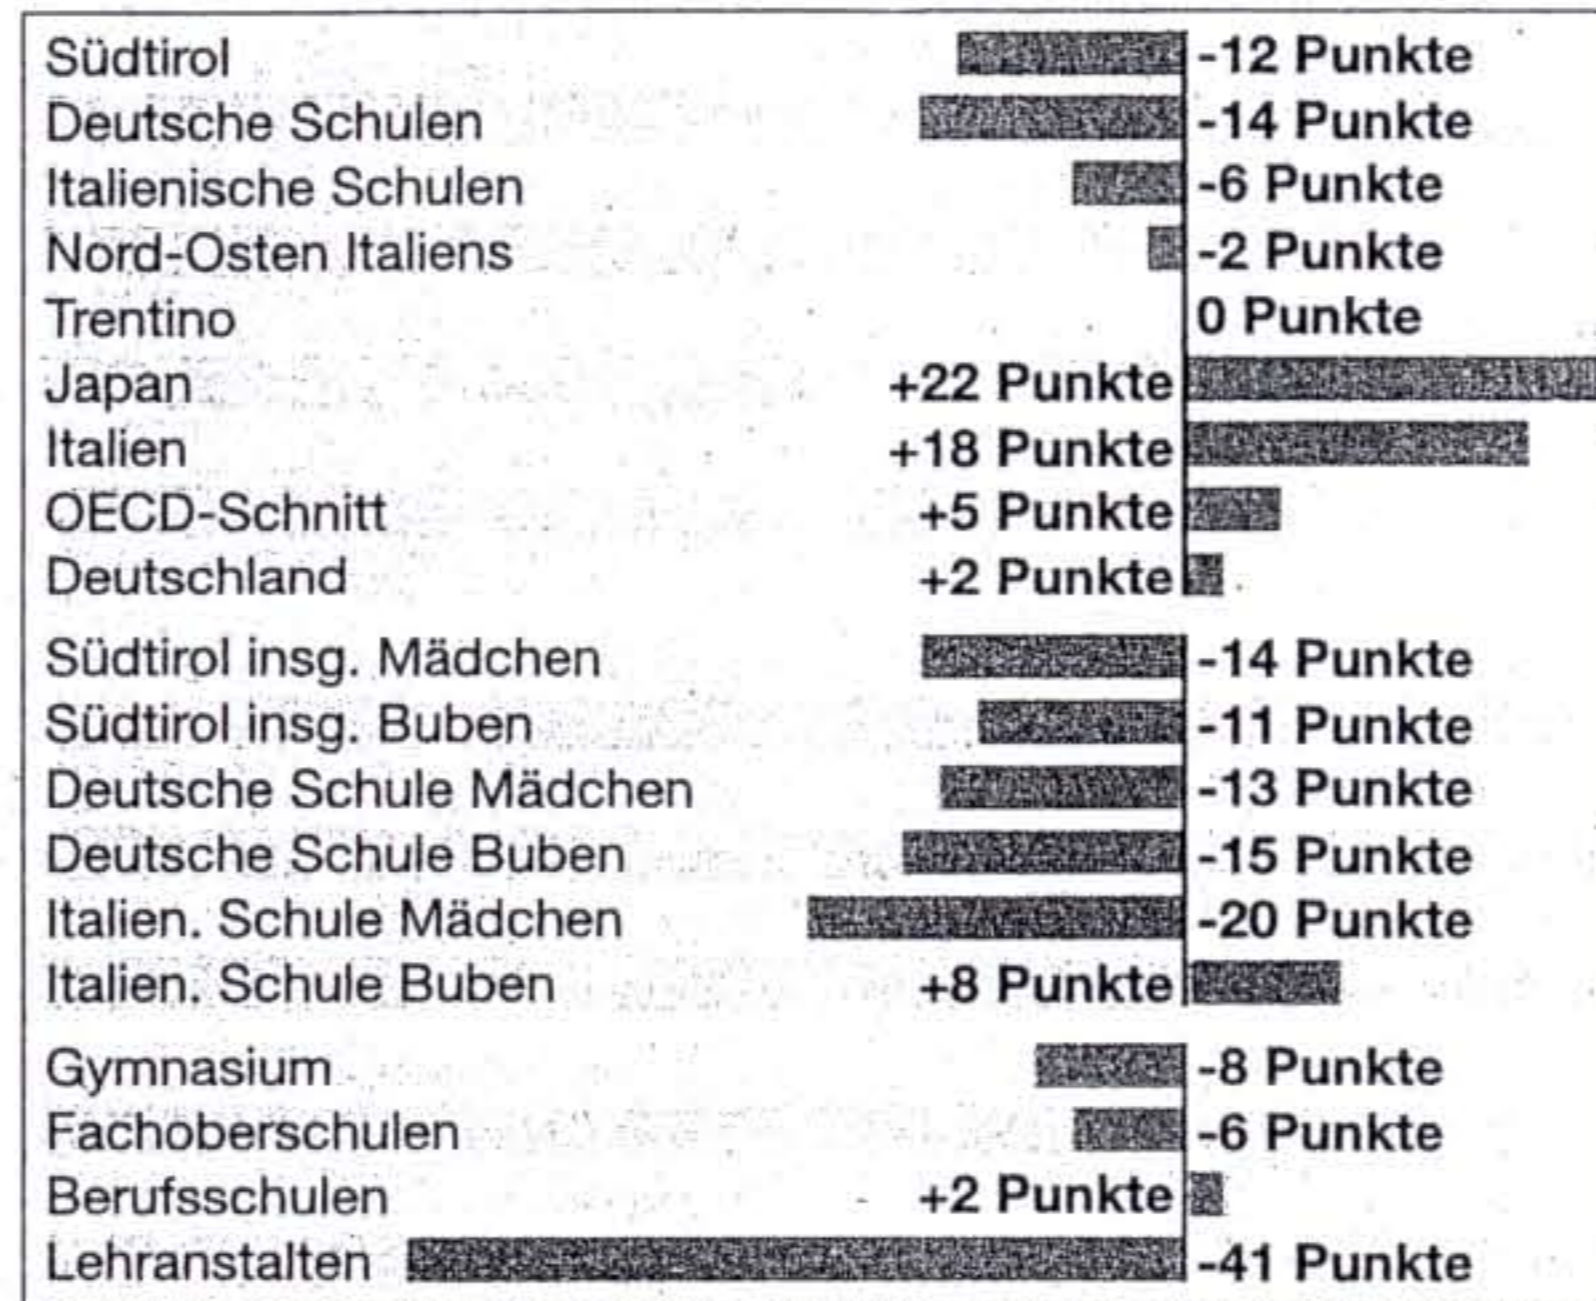 Südtirol -12 Punkte
Deutsche Schulen -14 Punkte
Italienische Schulen -6 Punkte
Nord-Osten Italiens -2 Punkte
Trentino 0 Punkte
Japan +22 Punkte
Italien +18 Punkte
OECD-Schnitt +5 Punkte
Deutschland +2 Punkte
Südtirol insg. Mädchen -14 Punkte
Südtirol insg. Buben -11 Punkte
Deutsche Schule Mädchen -13 Punkte
Deutsche Schule Buben -15 Punkte
Italien. Schule Mädchen -20 Punkte
Italien. Schule Buben +8 Punkte
Gymnasium -8 Punkte
Fachoberschulen -6 Punkte
Berufsschulen +2 Punkte
Lehranstalten -41 Punkte